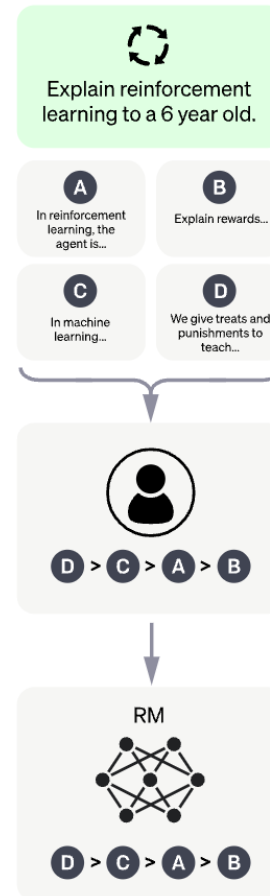 Explain reinforcement
learning to a 6 year old.
A
In reinforcement
learning, the
agent is...
B
Explain rewards...
C
In machine
learning...
D
We give treats and
punishments to
teach...
D > C > A > B
RM
D > C > A > B